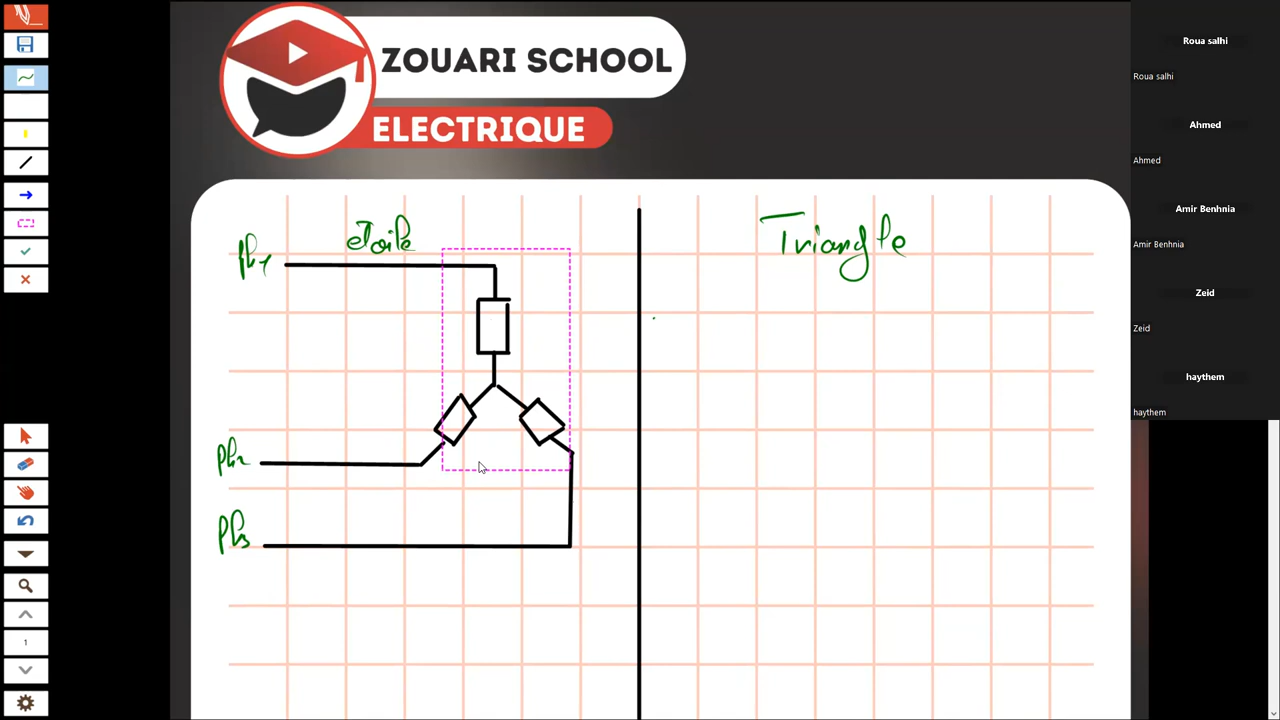 ZOUARI SCHOOL
ELECTRIQUE
etoile
Triangle
ph1
ph2
ph3
1
Roua salhi
Roua salhi
Ahmed
Ahmed
Amir Benhnia
Amir Benhnia
Zeid
Zeid
haythem
haythem